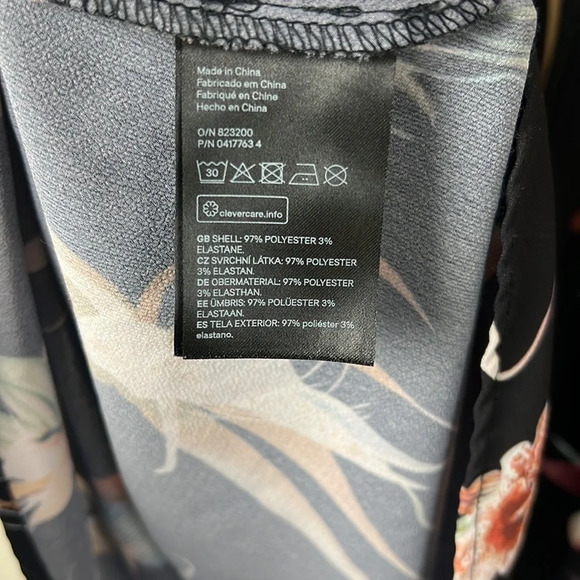 Made in China
Fabricado em China
Fabriqué en Chine
Hecho en China
O/N 823200
P/N 0417763 4
30
clevercare.info
GB SHELL: 97% POLYESTER 3%
ELASTANE.
CZ SVRCHNÍ LÁTKA: 97% POLYESTER
3% ELASTAN.
DE OBERMATERIAL: 97% POLYESTER
3% ELASTHAN.
EE ÜMBRIS: 97% POLÜESTER 3%
ELASTAAN.
ES TELA EXTERIOR: 97% poliéster 3%
elastano.